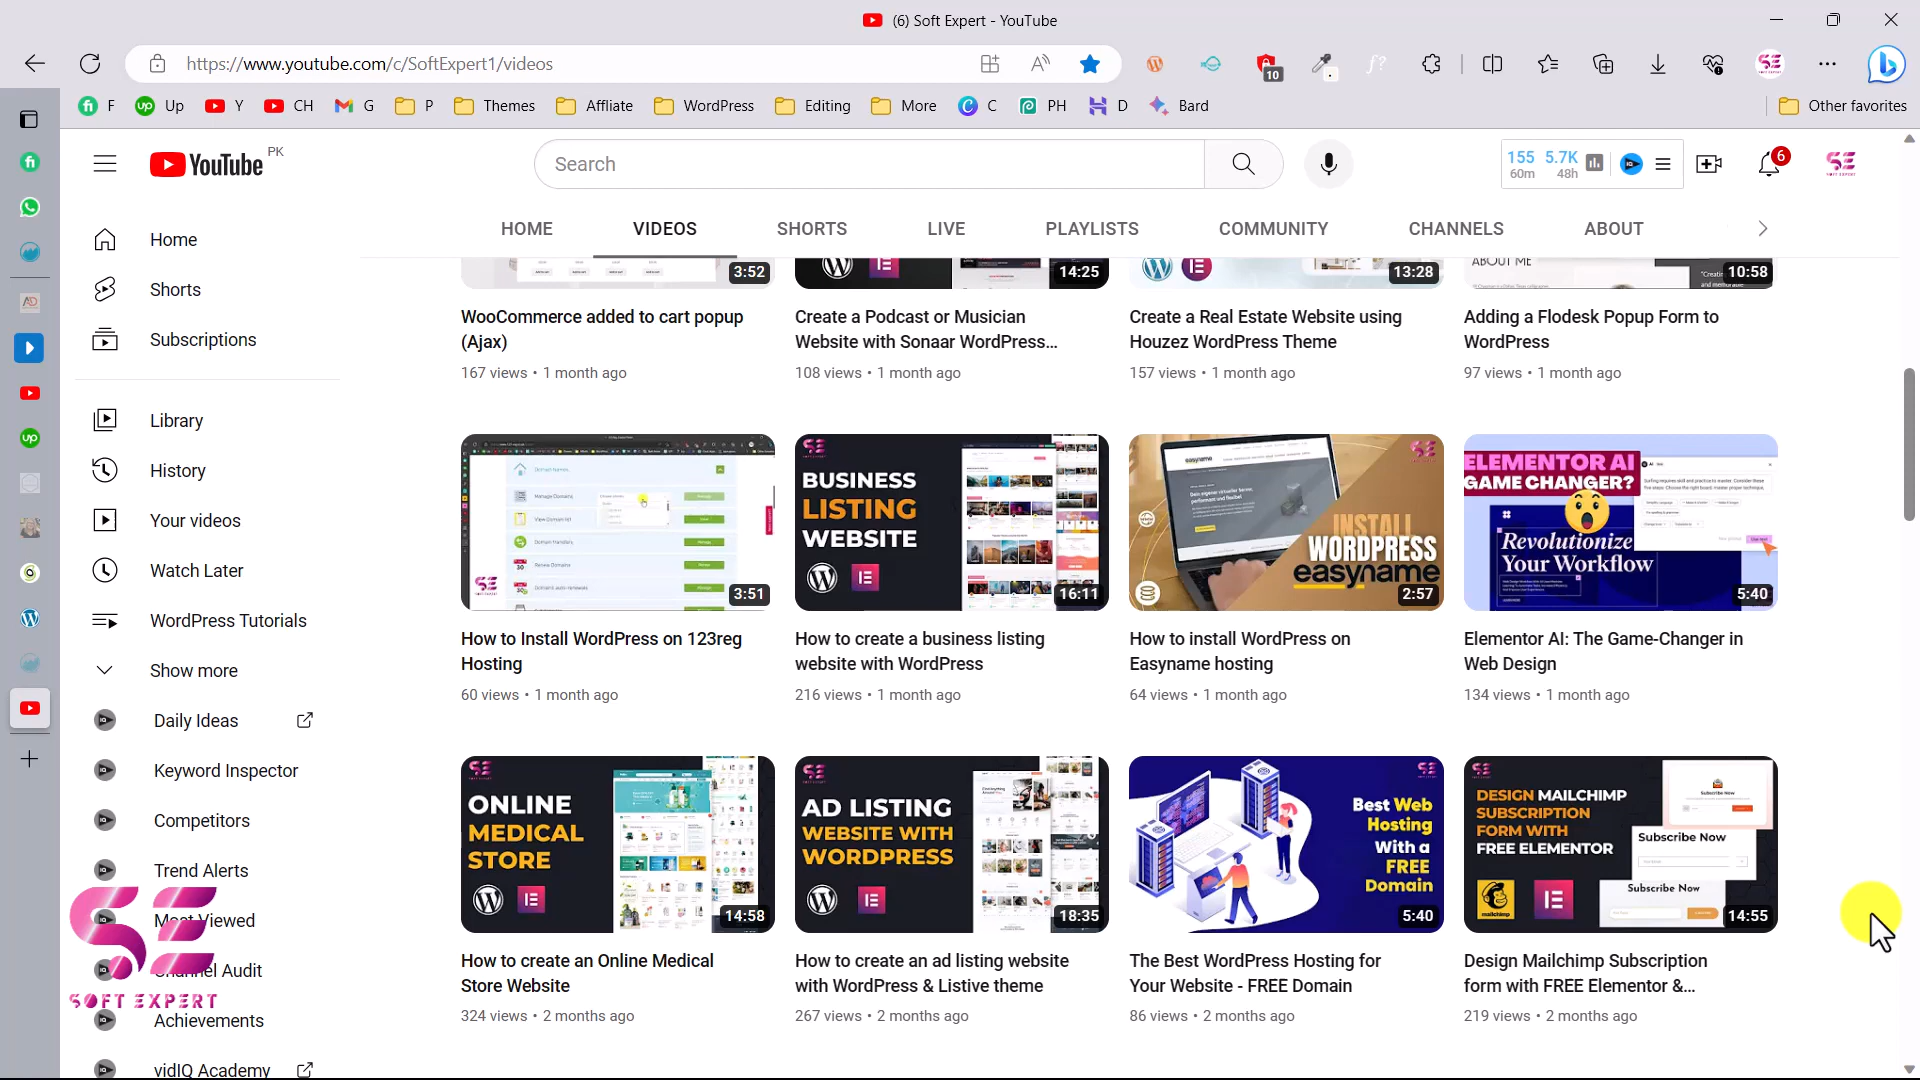 (6) Soft Expert - YouTube
https://www.youtube.com/c/SoftExpert1/videos
10
F
Up
Y
CH
G
P
Themes
Affliate
WordPress
Editing
More
C
PH
D
Bard
Other favorites
YouTube PK
Search
155 5.7K
60m 48h
6
HOME
VIDEOS
SHORTS
LIVE
PLAYLISTS
COMMUNITY
CHANNELS
ABOUT
Home
Shorts
Subscriptions
Library
History
Your videos
Watch Later
WordPress Tutorials
Show more
Daily Ideas
Keyword Inspector
Competitors
Trend Alerts
Most Viewed
Channel Audit
Achievements
vidIQ Academy
SOFT EXPERT
3:52
14:25
13:28
ABOUT ME
10:58
WooCommerce added to cart popup
(Ajax)
167 views • 1 month ago
Create a Podcast or Musician
Website with Sonaar WordPress...
108 views • 1 month ago
Create a Real Estate Website using
Houzez WordPress Theme
157 views • 1 month ago
Adding a Flodesk Popup Form to
WordPress
97 views • 1 month ago
3:51
BUSINESS
LISTING
WEBSITE
16:11
easyname
INSTALL
WORDPRESS
easyname
2:57
ELEMENTOR AI
GAME CHANGER?
Revolutionize
Your Workflow
5:40
How to Install WordPress on 123reg
Hosting
60 views • 1 month ago
How to create a business listing
website with WordPress
216 views • 1 month ago
How to install WordPress on
Easyname hosting
64 views • 1 month ago
Elementor AI: The Game-Changer in
Web Design
134 views • 1 month ago
ONLINE
MEDICAL
STORE
14:58
AD LISTING
WEBSITE WITH
WORDPRESS
18:35
Best Web
Hosting
With a
FREE
Domain
5:40
DESIGN MAILCHIMP
SUBSCRIPTION
FORM WITH
FREE ELEMENTOR
mailchimp
Subscribe Now
Subscribe Now
Subscribe Now
14:55
How to create an Online Medical
Store Website
324 views • 2 months ago
How to create an ad listing website
with WordPress & Listive theme
267 views • 2 months ago
The Best WordPress Hosting for
Your Website - FREE Domain
86 views • 2 months ago
Design Mailchimp Subscription
form with FREE Elementor &...
219 views • 2 months ago